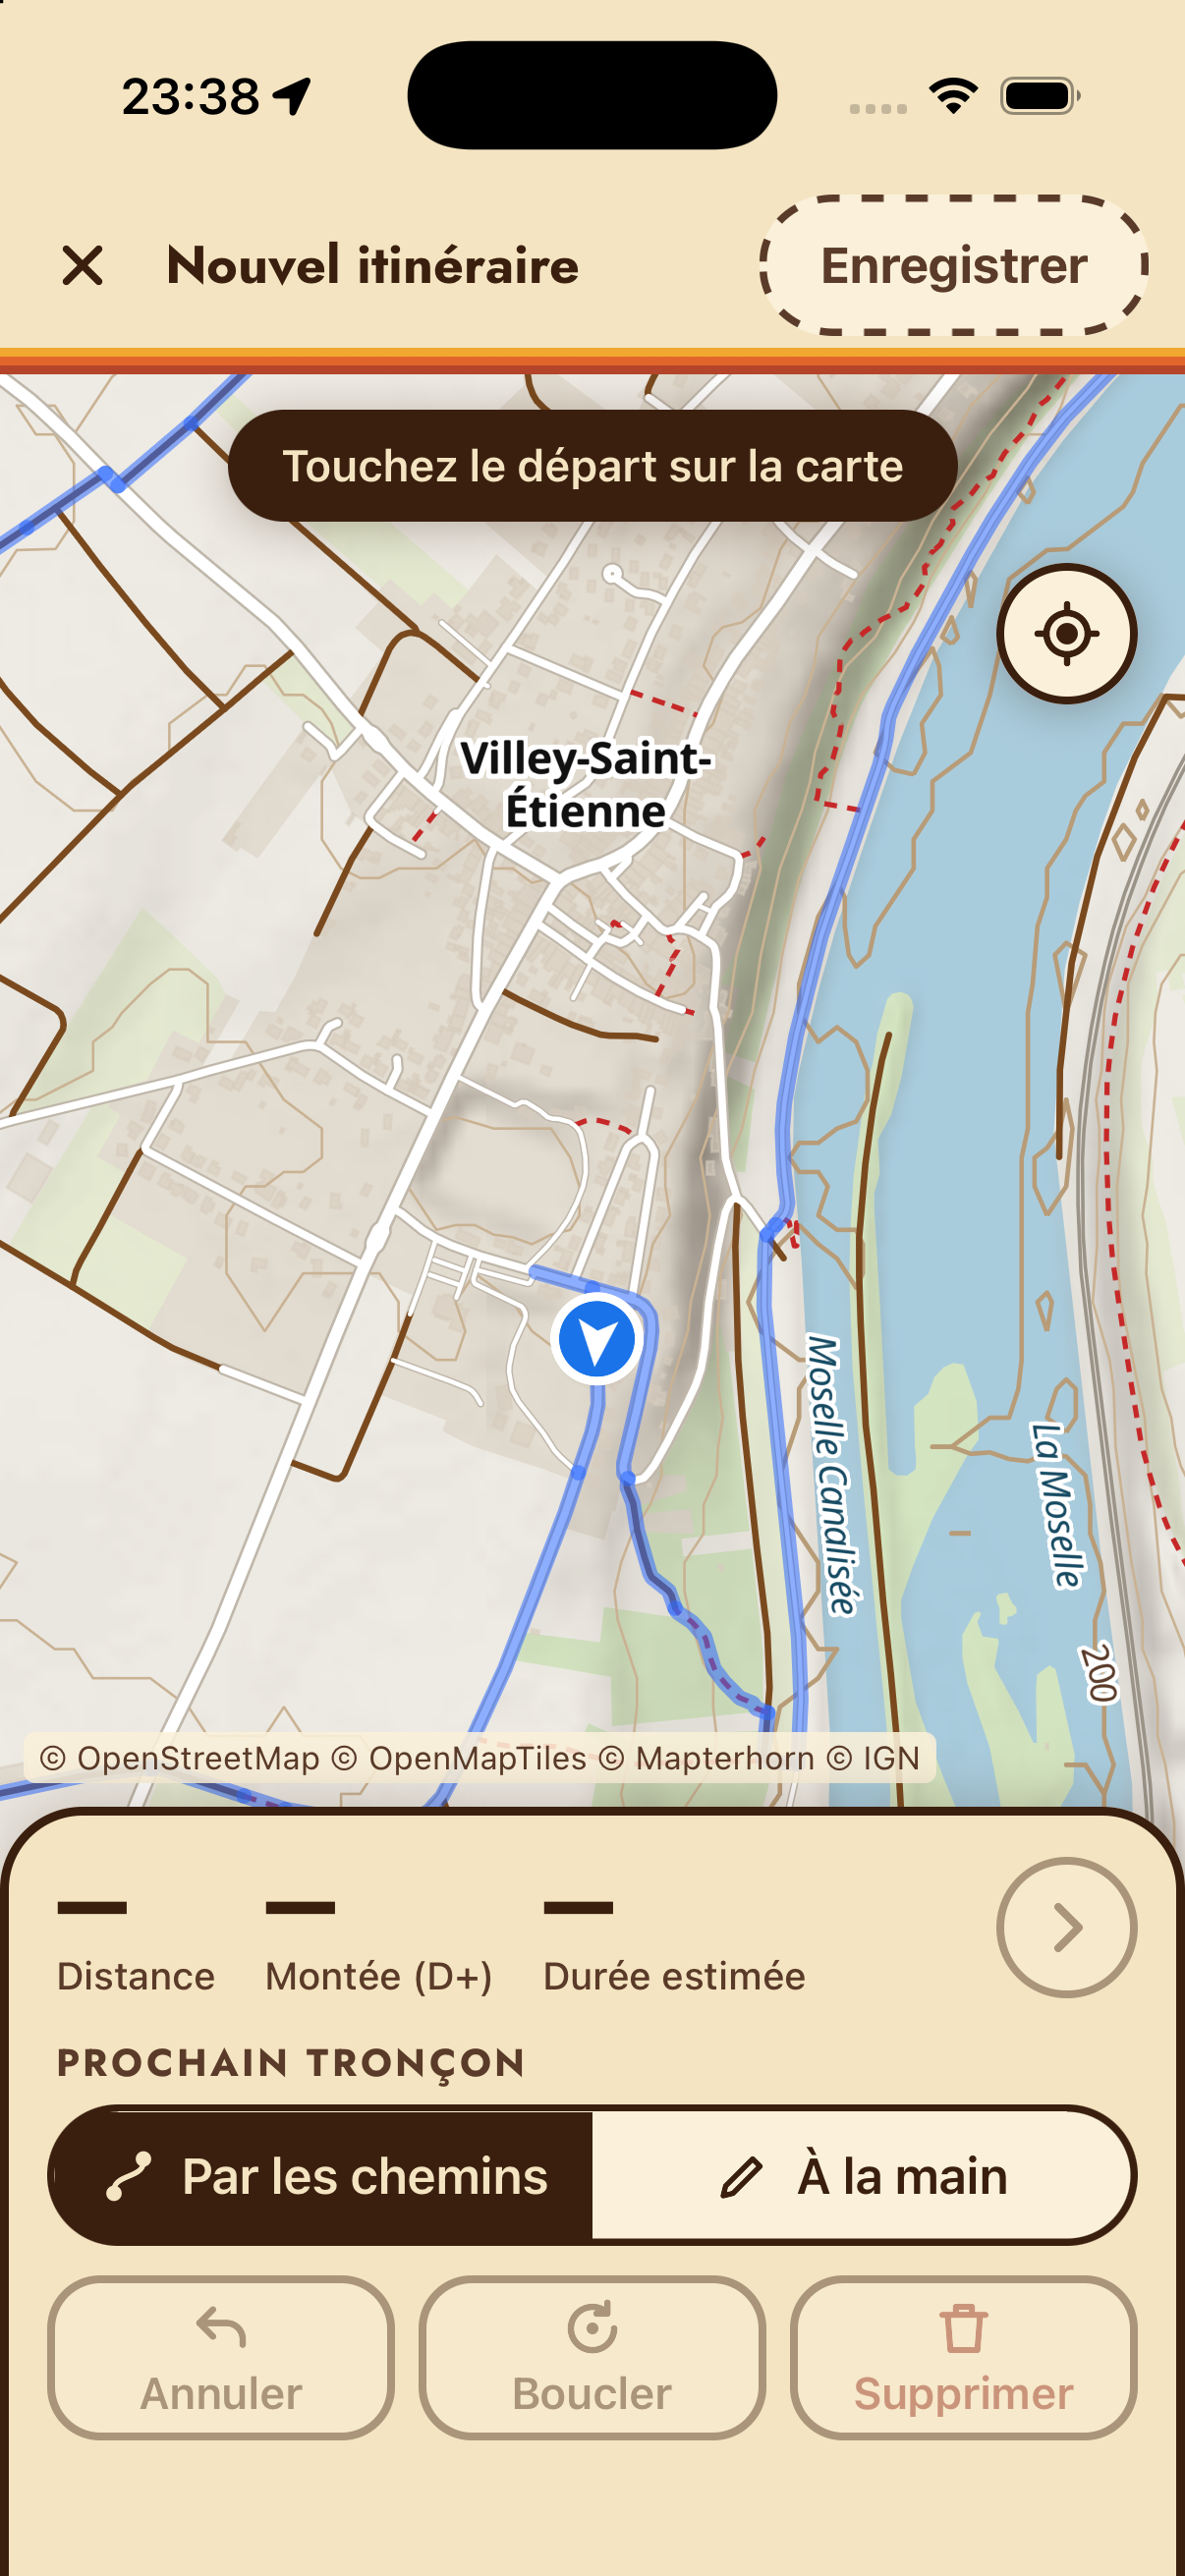 23:38
Nouvel itinéraire
Enregistrer
Touchez le départ sur la carte
Villey-Saint-
Étienne
Moselle Canalisée
La Moselle
200
© OpenStreetMap © OpenMapTiles © Mapterhorn © IGN
— — —
Distance Montée (D+) Durée estimée
PROCHAIN TRONÇON
Par les chemins
À la main
Annuler
Boucler
Supprimer